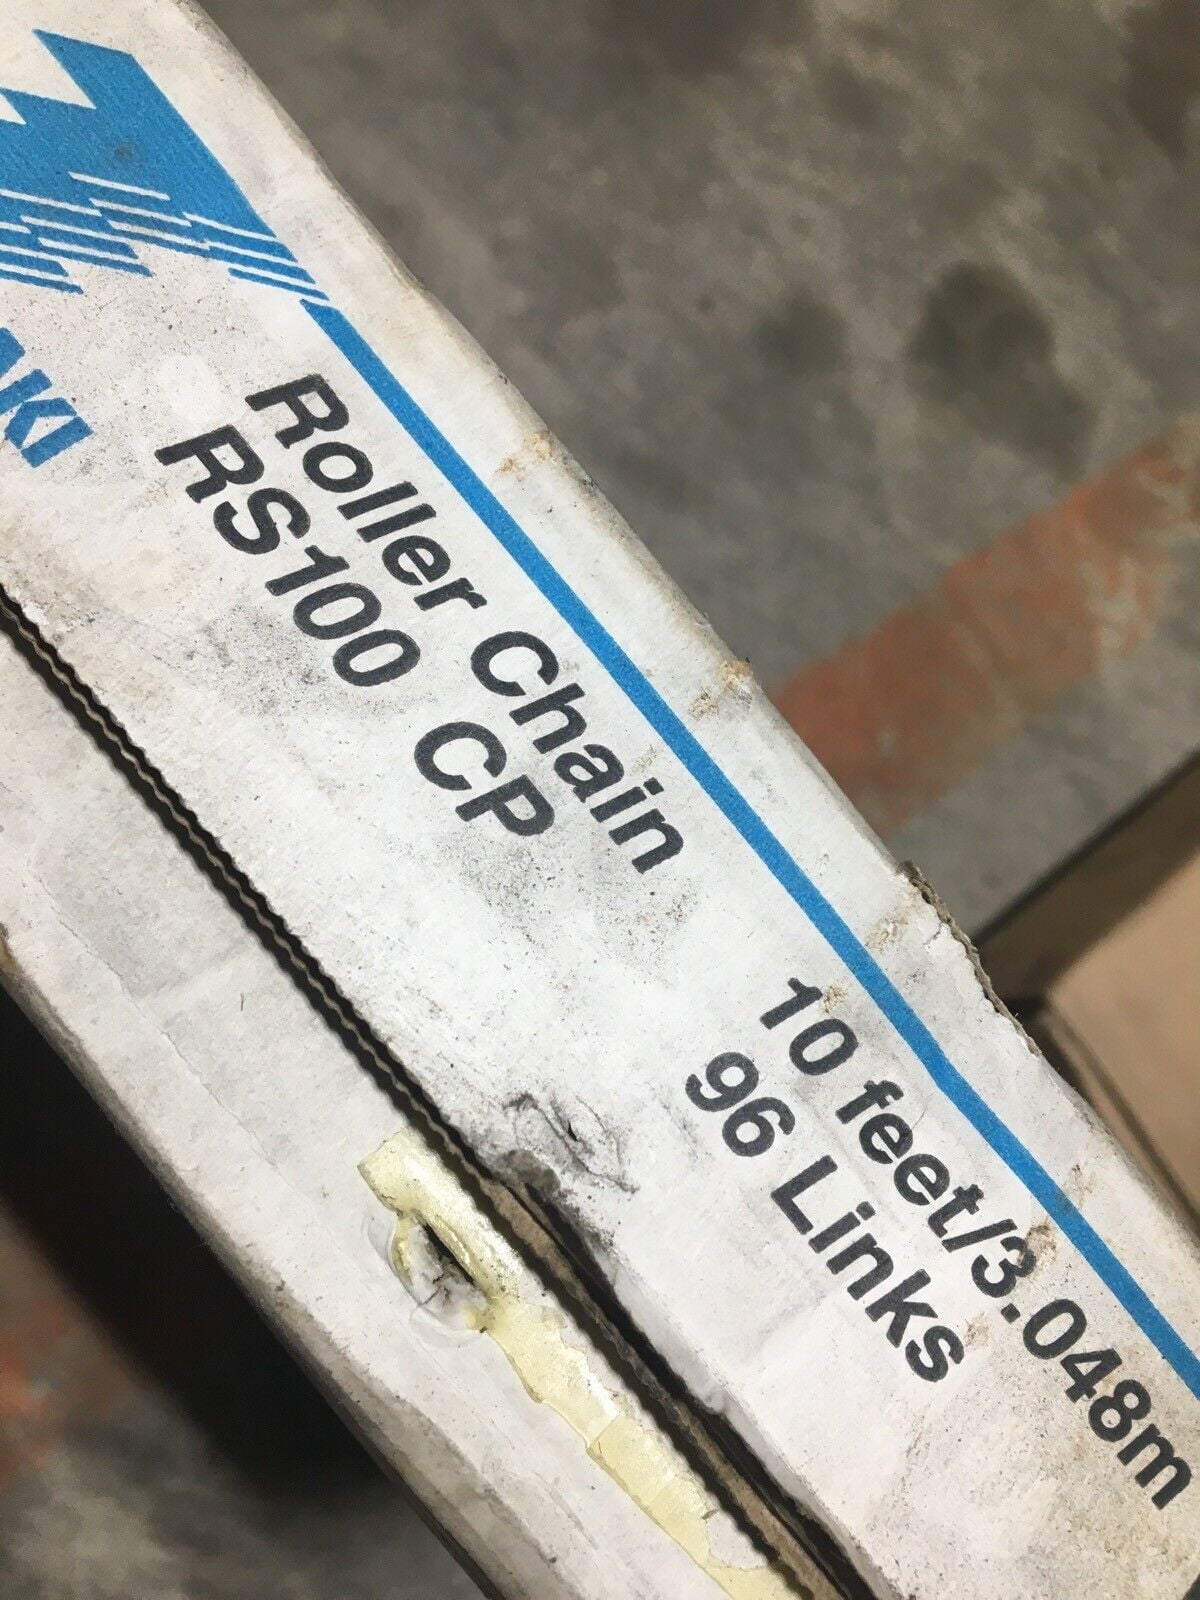 AKI
Roller Chain
RS100 CP
10 feet/3.048m
96 Links